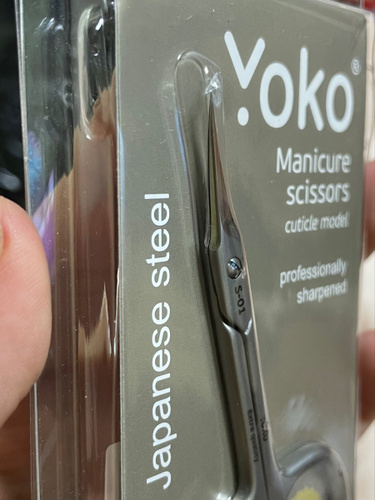 Yoko®
Manicure
scissors
cuticle model
professionally
sharpened
Japanese steel
S-01